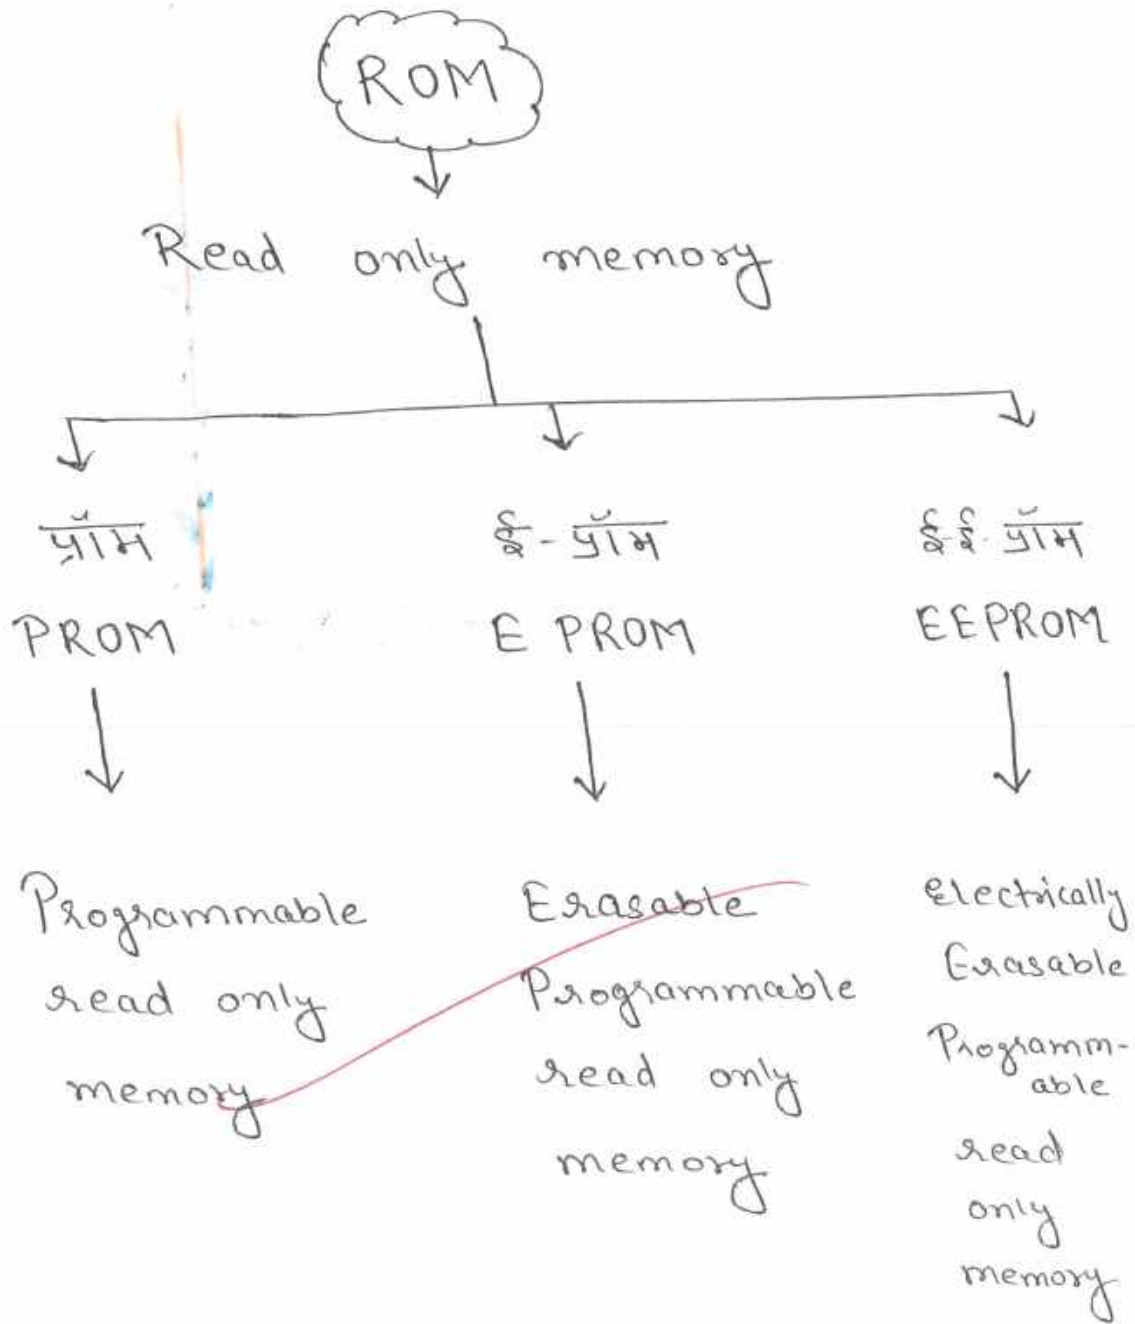 ROM
Read only memory
प्रॉम
PROM
Programmable
read only
memory
ई-प्रॉम
E PROM
Erasable
Programmable
read only
memory
ई.ई. प्रॉम
EEPROM
Electrically
Erasable
Programm-
able
read
only
memory